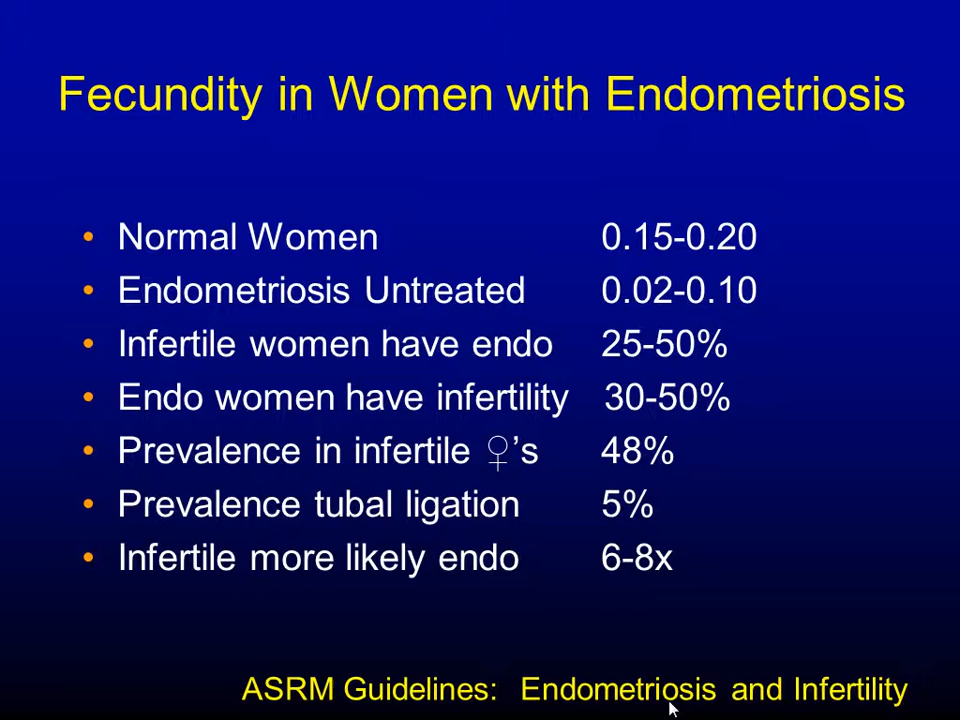 Fecundity in Women with Endometriosis
• Normal Women 0.15-0.20
• Endometriosis Untreated 0.02-0.10
• Infertile women have endo 25-50%
• Endo women have infertility 30-50%
• Prevalence in infertile ♀’s 48%
• Prevalence tubal ligation 5%
• Infertile more likely endo 6-8x
ASRM Guidelines: Endometriosis and Infertility